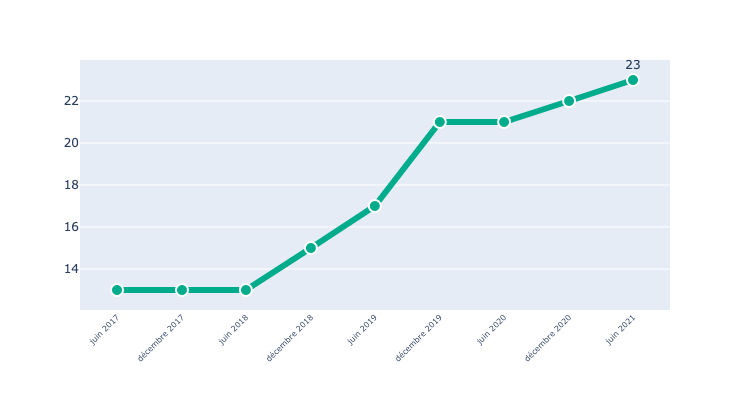 23
22
20
18
16
14
juin 2017
décembre 2017
juin 2018
décembre 2018
juin 2019
décembre 2019
juin 2020
décembre 2020
juin 2021